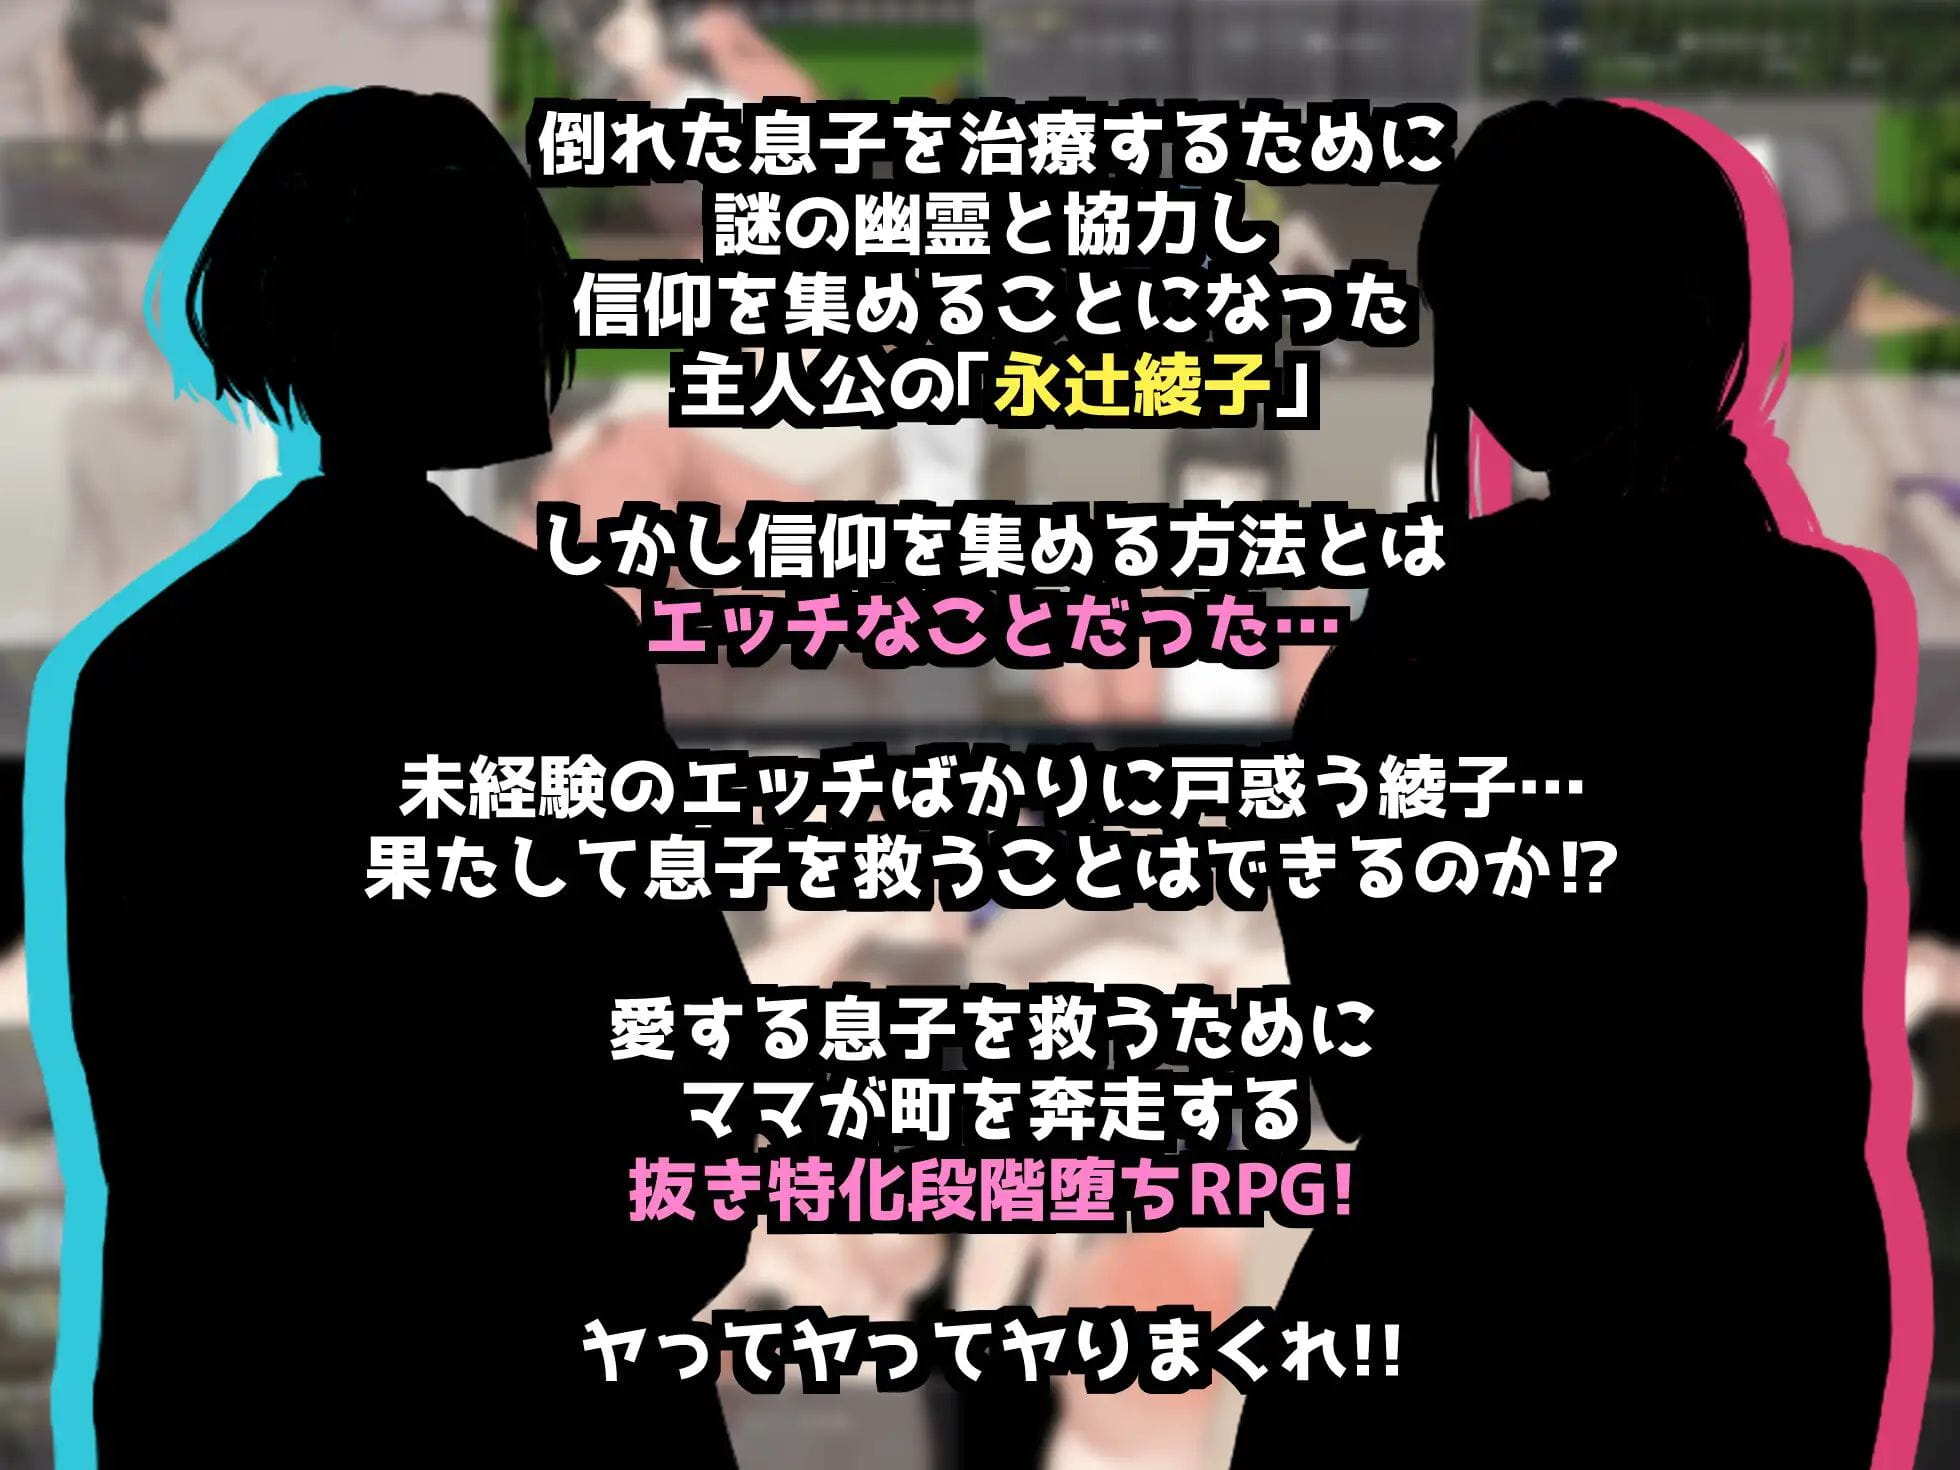 倒れた息子を治療するために
謎の幽霊と協力し
信仰を集めることになった
主人公の「永辻綾子」
しかし信仰を集める方法とは
エッチなことだった…
未経験のエッチばかりに戸惑う綾子…
果たして息子を救うことはできるのか!?
愛する息子を救うために
ママが町を奔走する
抜き特化段階堕ちRPG!
ヤってヤってヤりまくれ!!